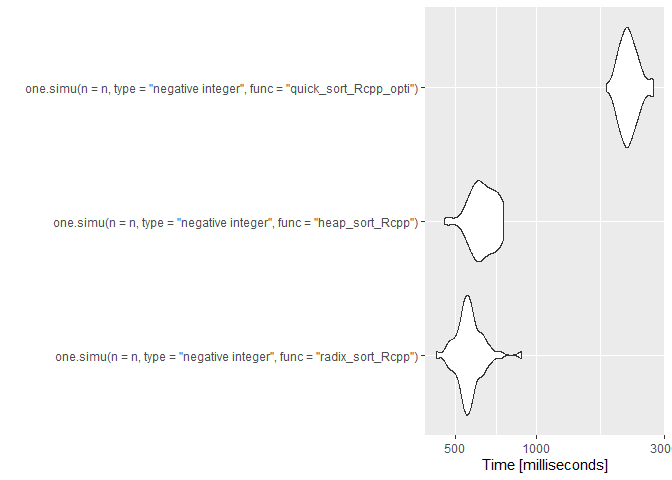 one.simu(n = n, type = "negative integer", func = "quick_sort_Rcpp_opti")
one.simu(n = n, type = "negative integer", func = "heap_sort_Rcpp")
one.simu(n = n, type = "negative integer", func = "radix_sort_Rcpp")
500 1000 300
Time [milliseconds]